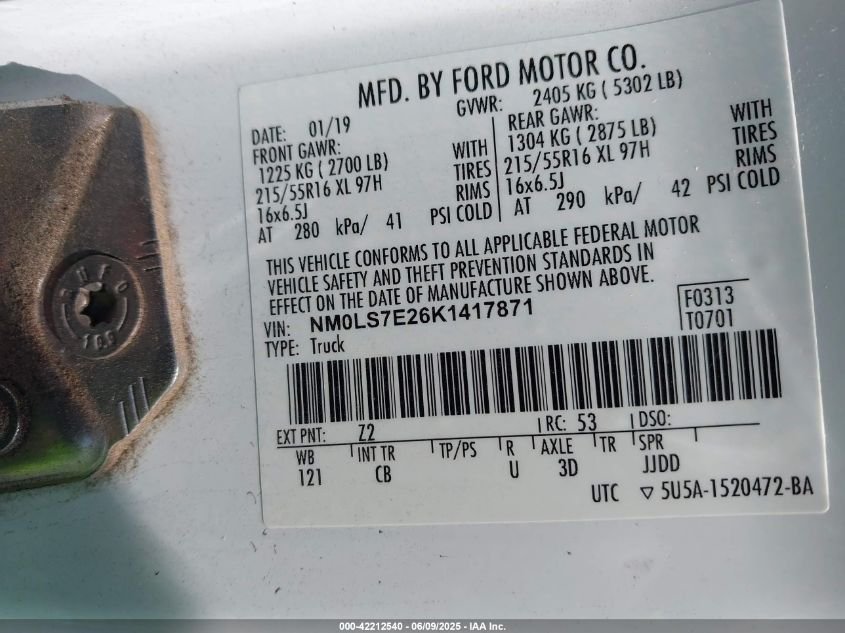 MFD. BY FORD MOTOR CO.
DATE: 01/19 GVWR: 2405 KG ( 5302 LB)
FRONT GAWR: REAR GAWR:
1225 KG ( 2700 LB) WITH 1304 KG ( 2875 LB) WITH
215/55R16 XL 97H TIRES 215/55R16 XL 97H TIRES
16x6.5J RIMS 16x6.5J RIMS
AT 280 kPa/ 41 PSI COLD AT 290 kPa/ 42 PSI COLD
THIS VEHICLE CONFORMS TO ALL APPLICABLE FEDERAL MOTOR
VEHICLE SAFETY AND THEFT PREVENTION STANDARDS IN
EFFECT ON THE DATE OF MANUFACTURE SHOWN ABOVE.
VIN: NM0LS7E26K1417871 F0313
TYPE: Truck T0701
EXT PNT: Z2 RC: 53 DSO:
WB INT TR TP/PS R AXLE TR SPR
121 CB U 3D JJDD
UTC ▽ 5U5A-1520472-BA
000-42212540 - 06/09/2025 - IAA Inc.